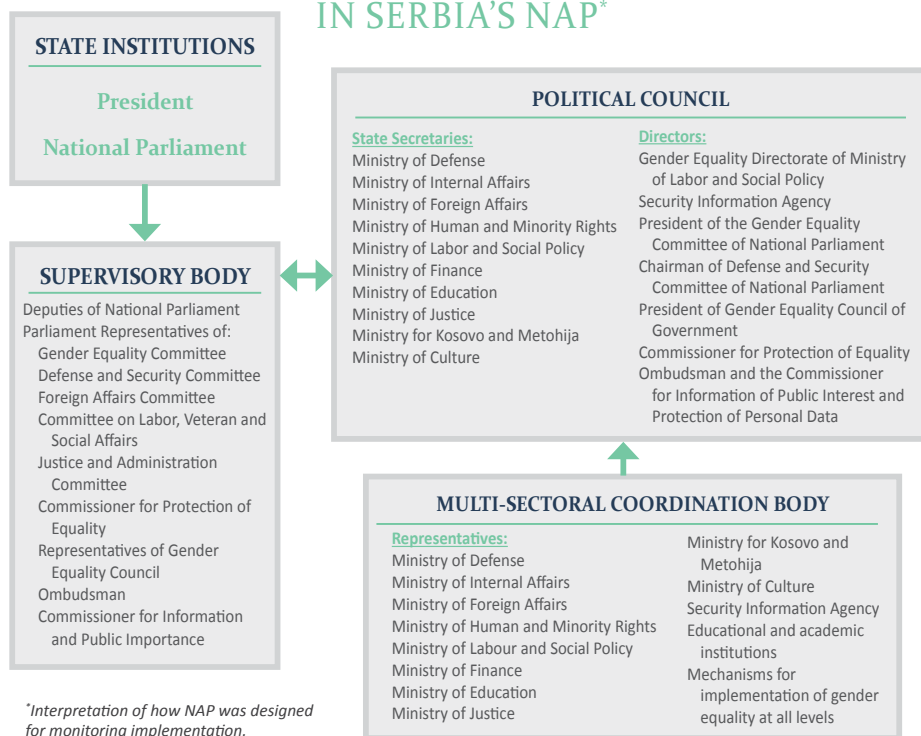 IN SERBIA'S NAP*
STATE INSTITUTIONS
President
National Parliament
SUPERVISORY BODY
Deputies of National Parliament
Parliament Representatives of:
Gender Equality Committee
Defense and Security Committee
Foreign Affairs Committee
Committee on Labor, Veteran and
Social Affairs
Justice and Administration
Committee
Commissioner for Protection of
Equality
Representatives of Gender
Equality Council
Ombudsman
Commissioner for Information
and Public Importance
POLITICAL COUNCIL
State Secretaries:
Ministry of Defense
Ministry of Internal Affairs
Ministry of Foreign Affairs
Ministry of Human and Minority Rights
Ministry of Labor and Social Policy
Ministry of Finance
Ministry of Education
Ministry of Justice
Ministry for Kosovo and Metohija
Ministry of Culture
Directors:
Gender Equality Directorate of Ministry
of Labor and Social Policy
Security Information Agency
President of the Gender Equality
Committee of National Parliament
Chairman of Defense and Security
Committee of National Parliament
President of Gender Equality Council of
Government
Commissioner for Protection of Equality
Ombudsman and the Commissioner
for Information of Public Interest and
Protection of Personal Data
MULTI-SECTORAL COORDINATION BODY
Representatives:
Ministry of Defense
Ministry of Internal Affairs
Ministry of Foreign Affairs
Ministry of Human and Minority Rights
Ministry of Labour and Social Policy
Ministry of Finance
Ministry of Education
Ministry of Justice
Ministry for Kosovo and
Metohija
Ministry of Culture
Security Information Agency
Educational and academic
institutions
Mechanisms for
implementation of gender
equality at all levels
*Interpretation of how NAP was designed
for monitoring implementation.